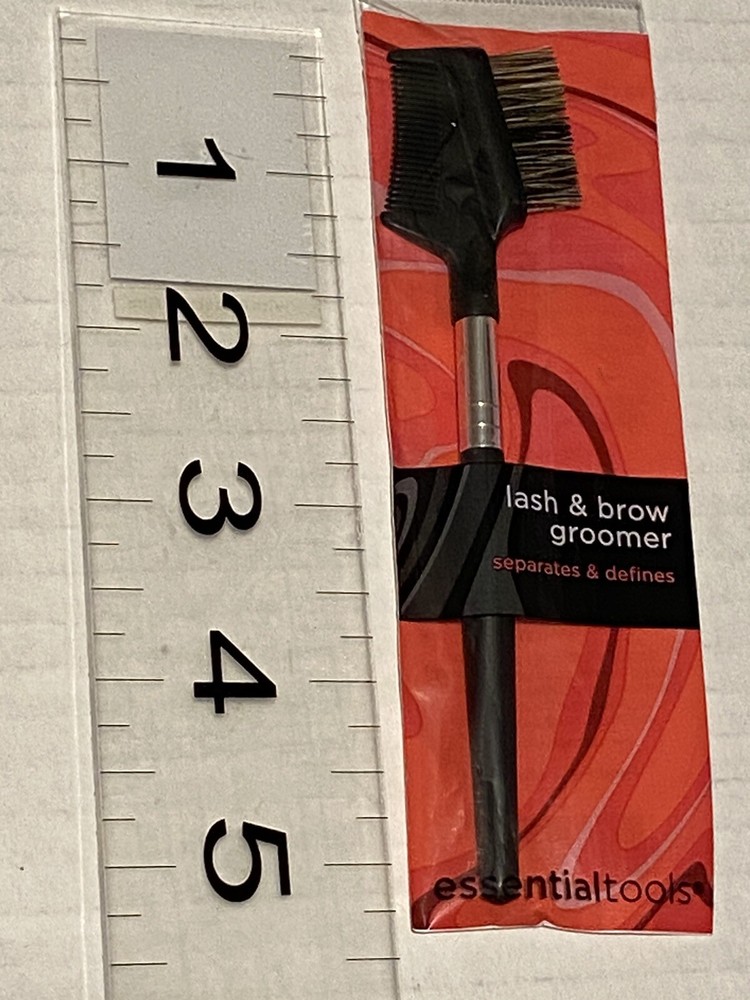 1
2
3
4
5
lash & brow
groomer
separates & defines
essentialtools